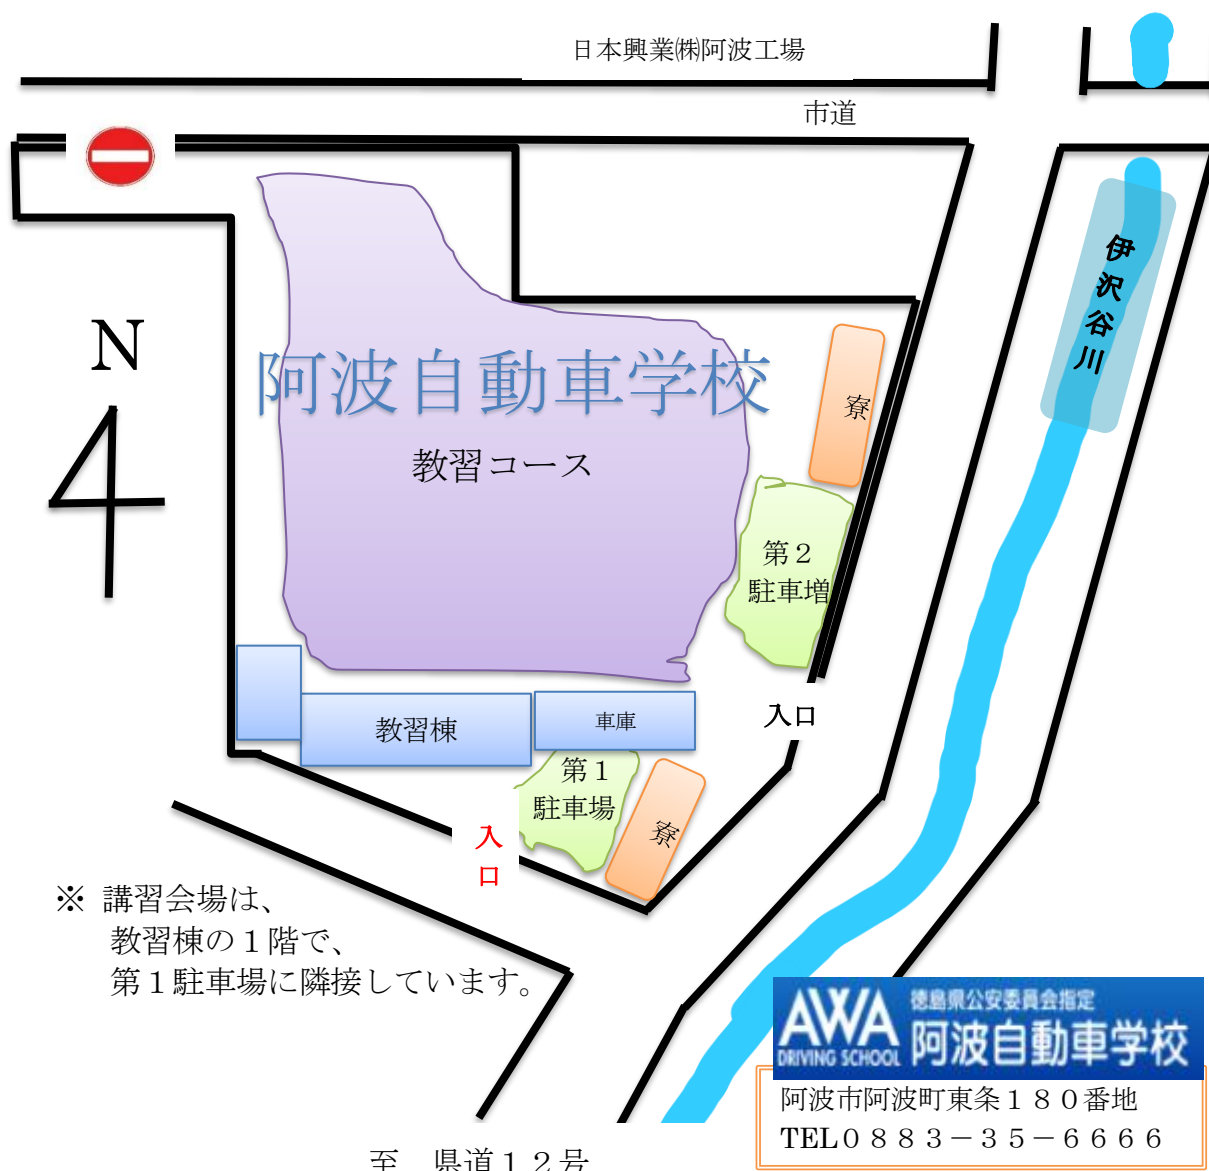 日本興業㈱阿波工場
市道
伊沢谷川
N
阿波自動車学校
教習コース
寮
第２
駐車増
入口
教習棟
車庫
第１
駐車場
寮
入
口
※ 講習会場は、
教習棟の１階で、
第１駐車場に隣接しています。
AWA
DRIVING SCHOOL
徳島県公安委員会指定
阿波自動車学校
阿波市阿波町東条１８０番地
TEL０８８３－３５－６６６６
至　県道１２号